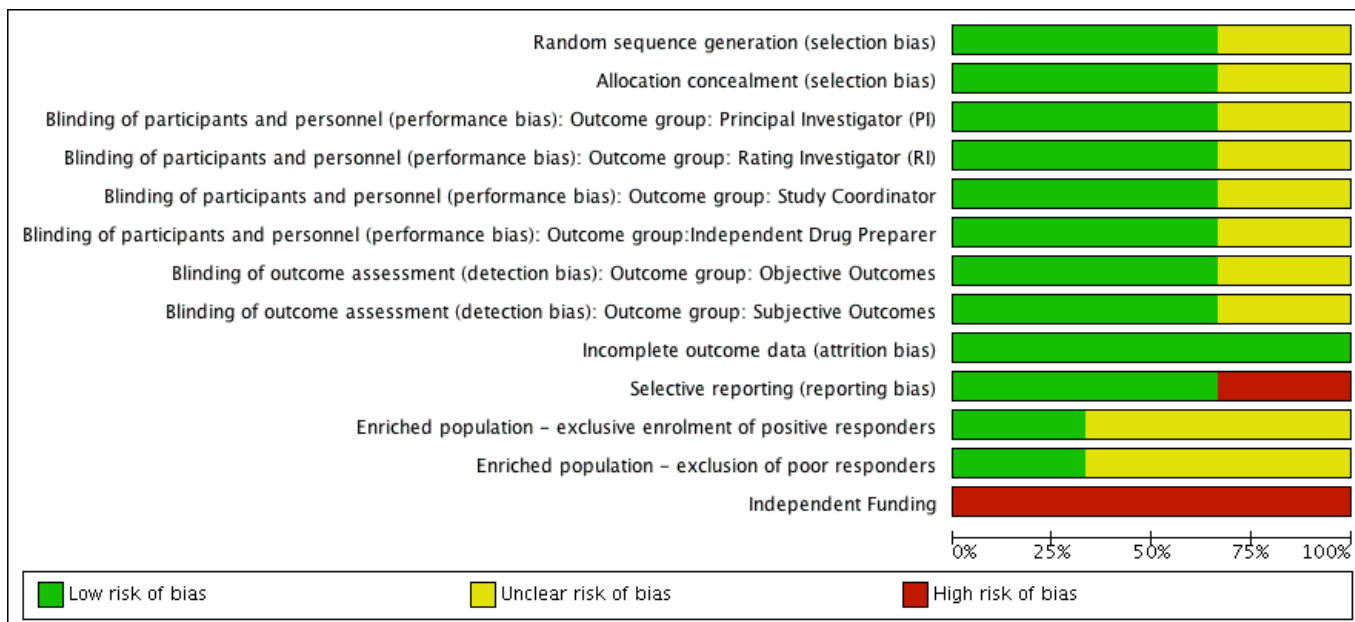 Random sequence generation (selection bias)
Allocation concealment (selection bias)
Blinding of participants and personnel (performance bias): Outcome group: Principal Investigator (PI)
Blinding of participants and personnel (performance bias): Outcome group: Rating Investigator (RI)
Blinding of participants and personnel (performance bias): Outcome group: Study Coordinator
Blinding of participants and personnel (performance bias): Outcome group:Independent Drug Preparer
Blinding of outcome assessment (detection bias): Outcome group: Objective Outcomes
Blinding of outcome assessment (detection bias): Outcome group: Subjective Outcomes
Incomplete outcome data (attrition bias)
Selective reporting (reporting bias)
Enriched population – exclusive enrolment of positive responders
Enriched population – exclusion of poor responders
Independent Funding
0% 25% 50% 75% 100%
Low risk of bias Unclear risk of bias High risk of bias